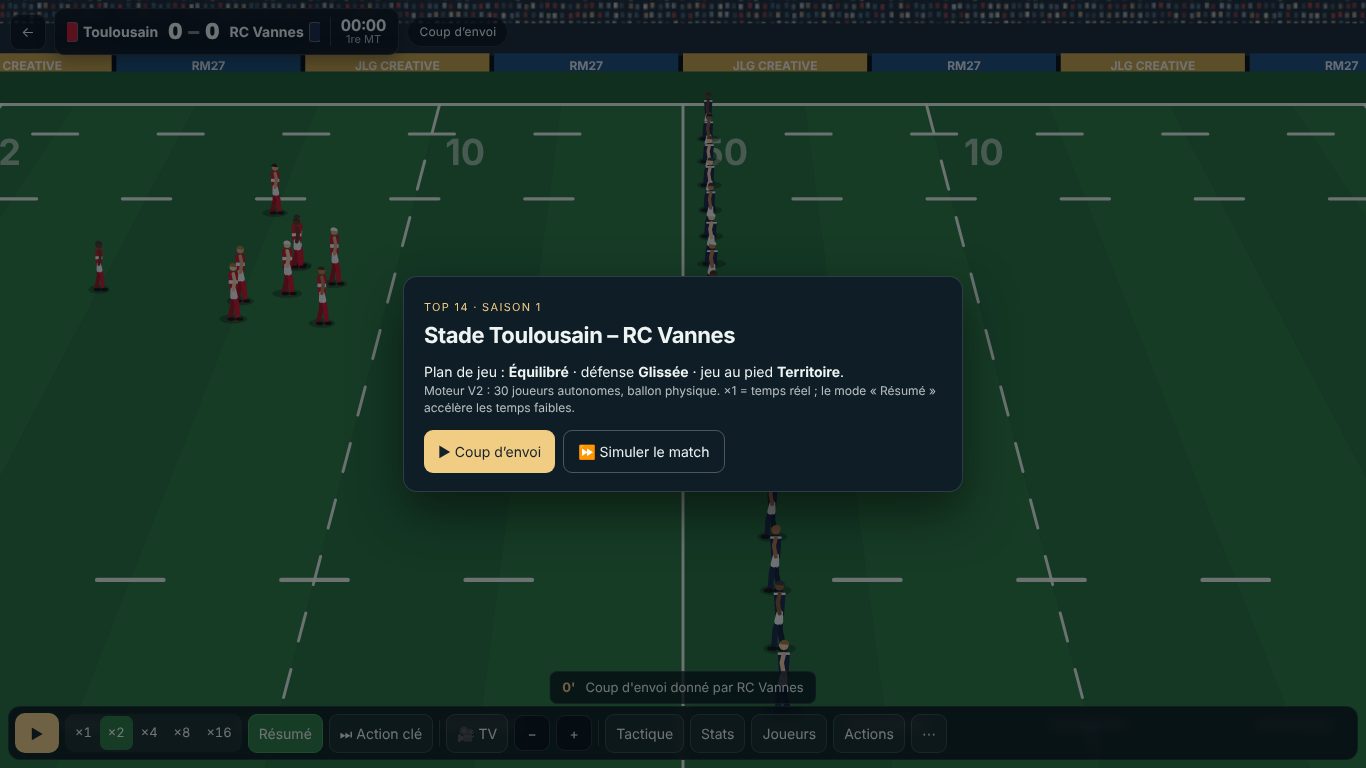 ←
Toulousain 0 – 0 RC Vannes
00:00
1re MT
Coup d’envoi
CREATIVE RM27 JLG CREATIVE RM27 JLG CREATIVE RM27 JLG CREATIVE RM27
2 10 50 10
TOP 14 · SAISON 1
Stade Toulousain – RC Vannes
Plan de jeu : Équilibré · défense Glissée · jeu au pied Territoire.
Moteur V2 : 30 joueurs autonomes, ballon physique. ×1 = temps réel ; le mode « Résumé »
accélère les temps faibles.
▶ Coup d’envoi
⏩ Simuler le match
0' Coup d'envoi donné par RC Vannes
▶ ×1 ×2 ×4 ×8 ×16 Résumé ⏭ Action clé 🎥 TV − + Tactique Stats Joueurs Actions ⋯